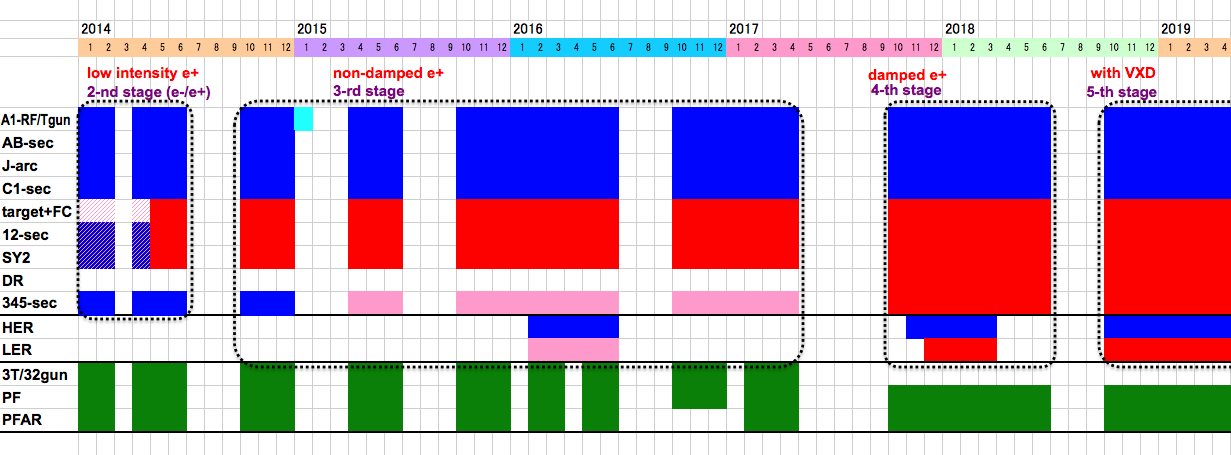 2014 2015 2016 2017 2018 2019
1 2 3 4 5 6 7 8 9 10 11 12 1 2 3 4 5 6 7 8 9 10 11 12 1 2 3 4 5 6 7 8 9 10 11 12 1 2 3 4 5 6 7 8 9 10 11 12 1 2 3 4 5 6 7 8 9 10 11 12 1 2 3 4
low intensity e+ non-damped e+ damped e+ with VXD
2-nd stage (e-/e+) 3-rd stage 4-th stage 5-th stage
A1-RF/Tgun
AB-sec
J-arc
C1-sec
target+FC
12-sec
SY2
DR
345-sec
HER
LER
3T/32gun
PF
PFAR